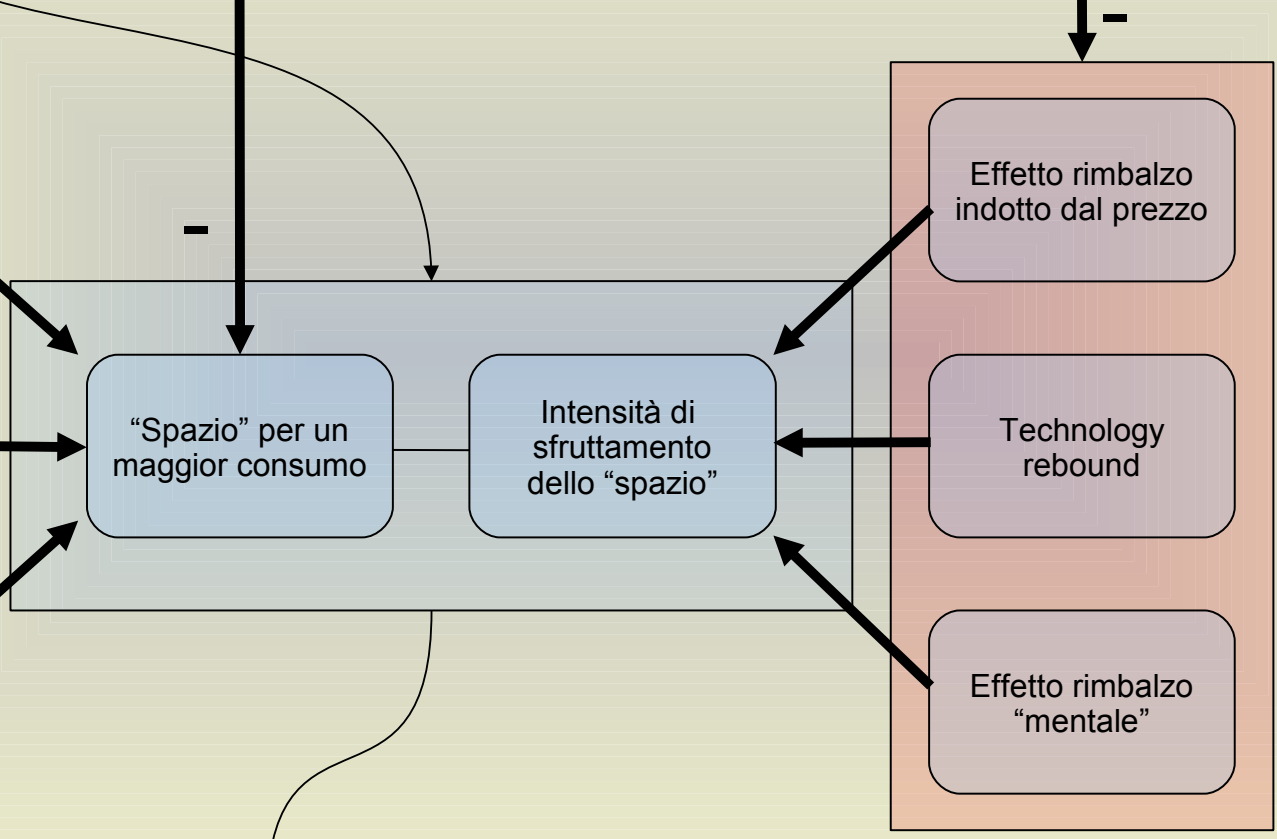 -
-
Effetto rimbalzo
indotto dal prezzo
“Spazio” per un
maggior consumo
Intensità di
sfruttamento
dello “spazio”
Technology
rebound
Effetto rimbalzo
“mentale”